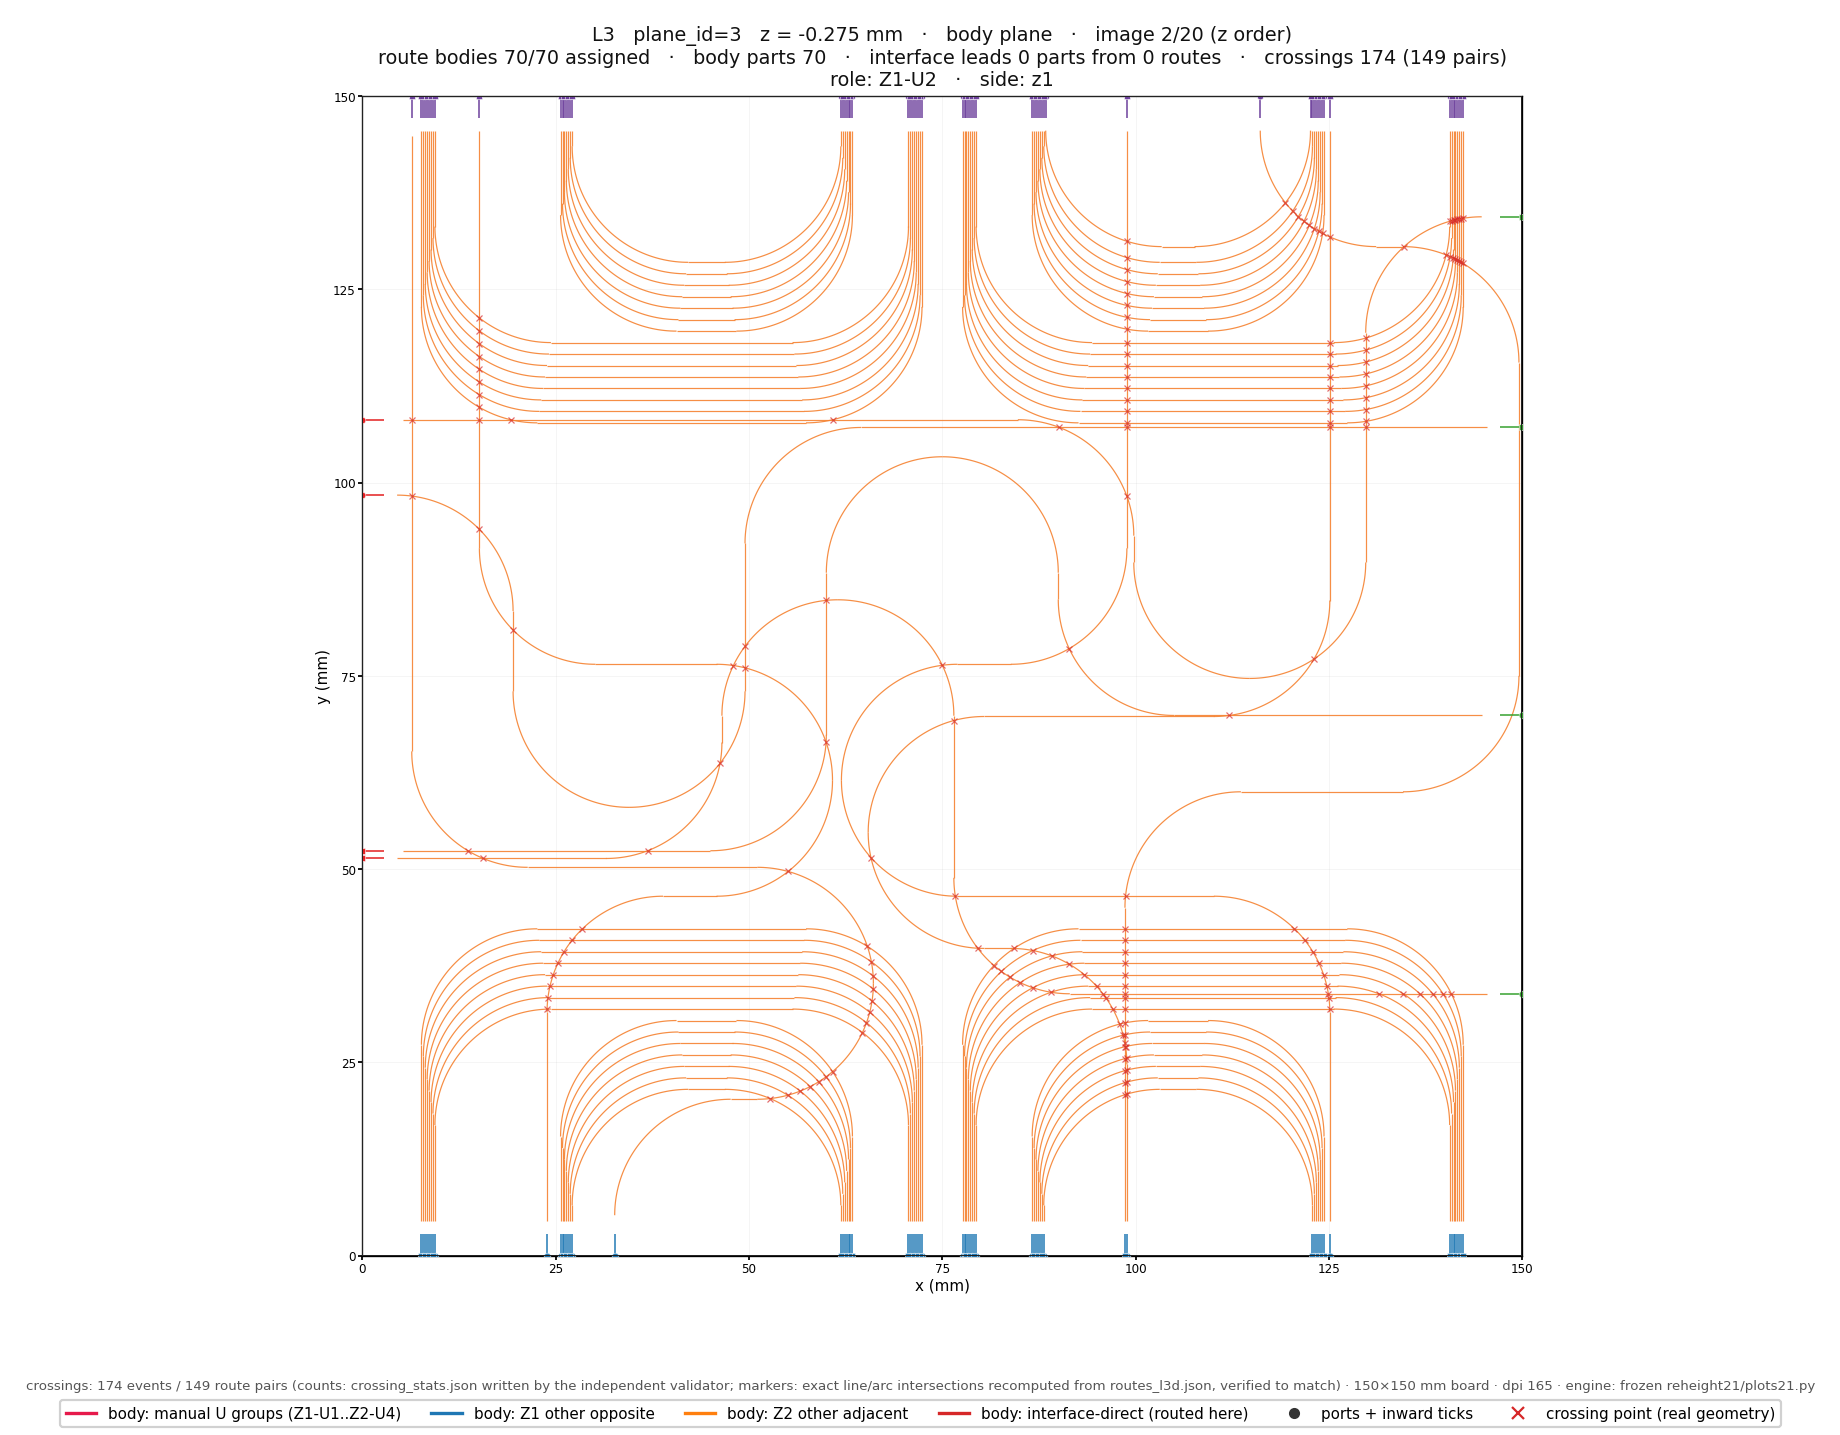 L3   plane_id=3   z = -0.275 mm   ·   body plane   ·   image 2/20 (z order)
route bodies 70/70 assigned   ·   body parts 70   ·   interface leads 0 parts from 0 routes   ·   crossings 174 (149 pairs)
role: Z1-U2   ·   side: z1
150
125
100
75
50
25
0
y (mm)
0 25 50 75 100 125 150
x (mm)
crossings: 174 events / 149 route pairs (counts: crossing_stats.json written by the independent validator; markers: exact line/arc intersections recomputed from routes_l3d.json, verified to match) · 150×150 mm board · dpi 165 · engine: frozen reheight21/plots21.py
body: manual U groups (Z1-U1..Z2-U4) body: Z1 other opposite body: Z2 other adjacent body: interface-direct (routed here) ports + inward ticks crossing point (real geometry)